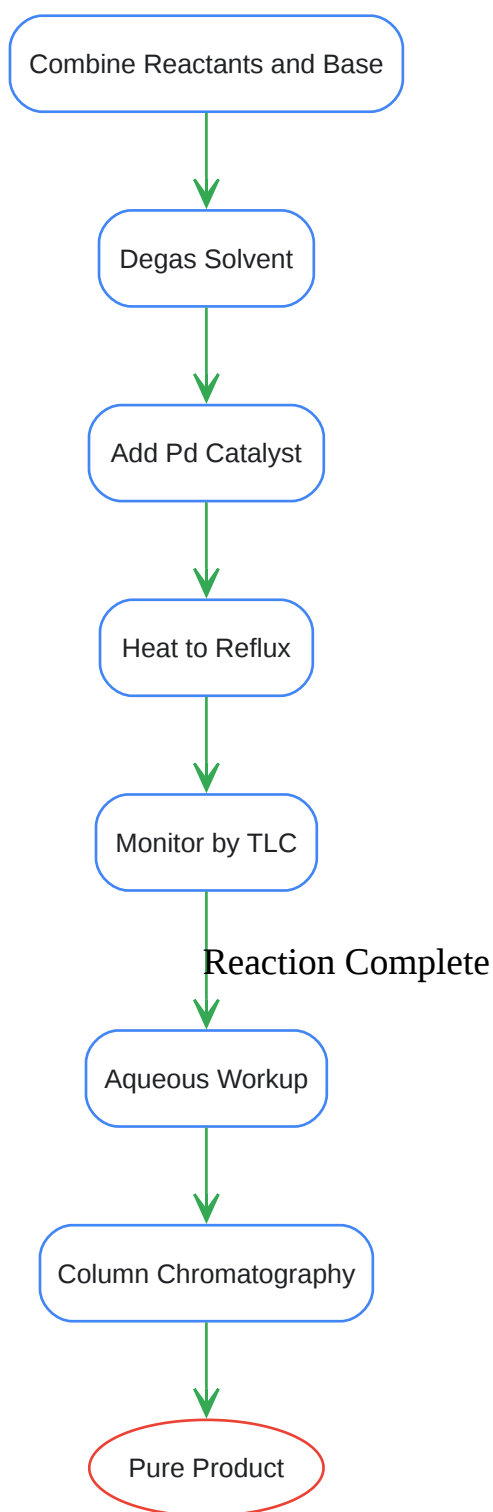 Combine Reactants and Base
Degas Solvent
Add Pd Catalyst
Heat to Reflux
Monitor by TLC
Reaction Complete
Aqueous Workup
Column Chromatography
Pure Product